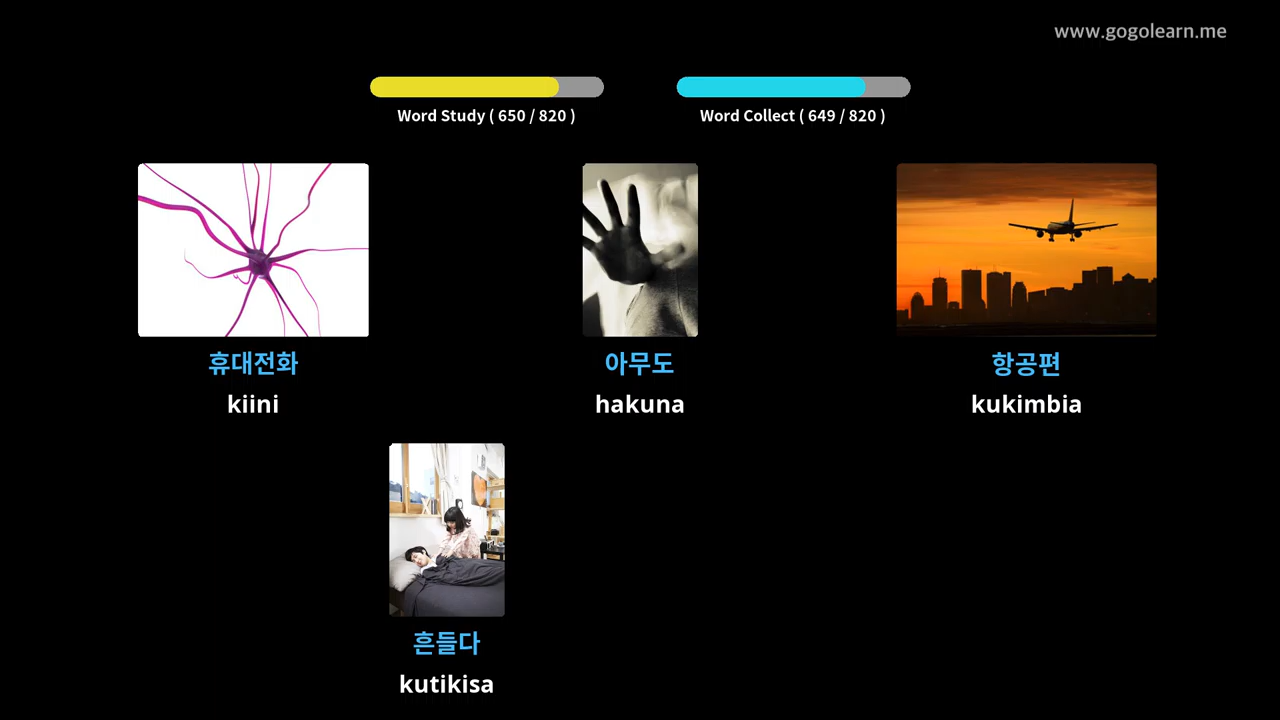 www.gogolearn.me
Word Study ( 650 / 820 )
Word Collect ( 649 / 820 )
휴대전화
kiini
아무도
hakuna
항공편
kukimbia
흔들다
kutikisa